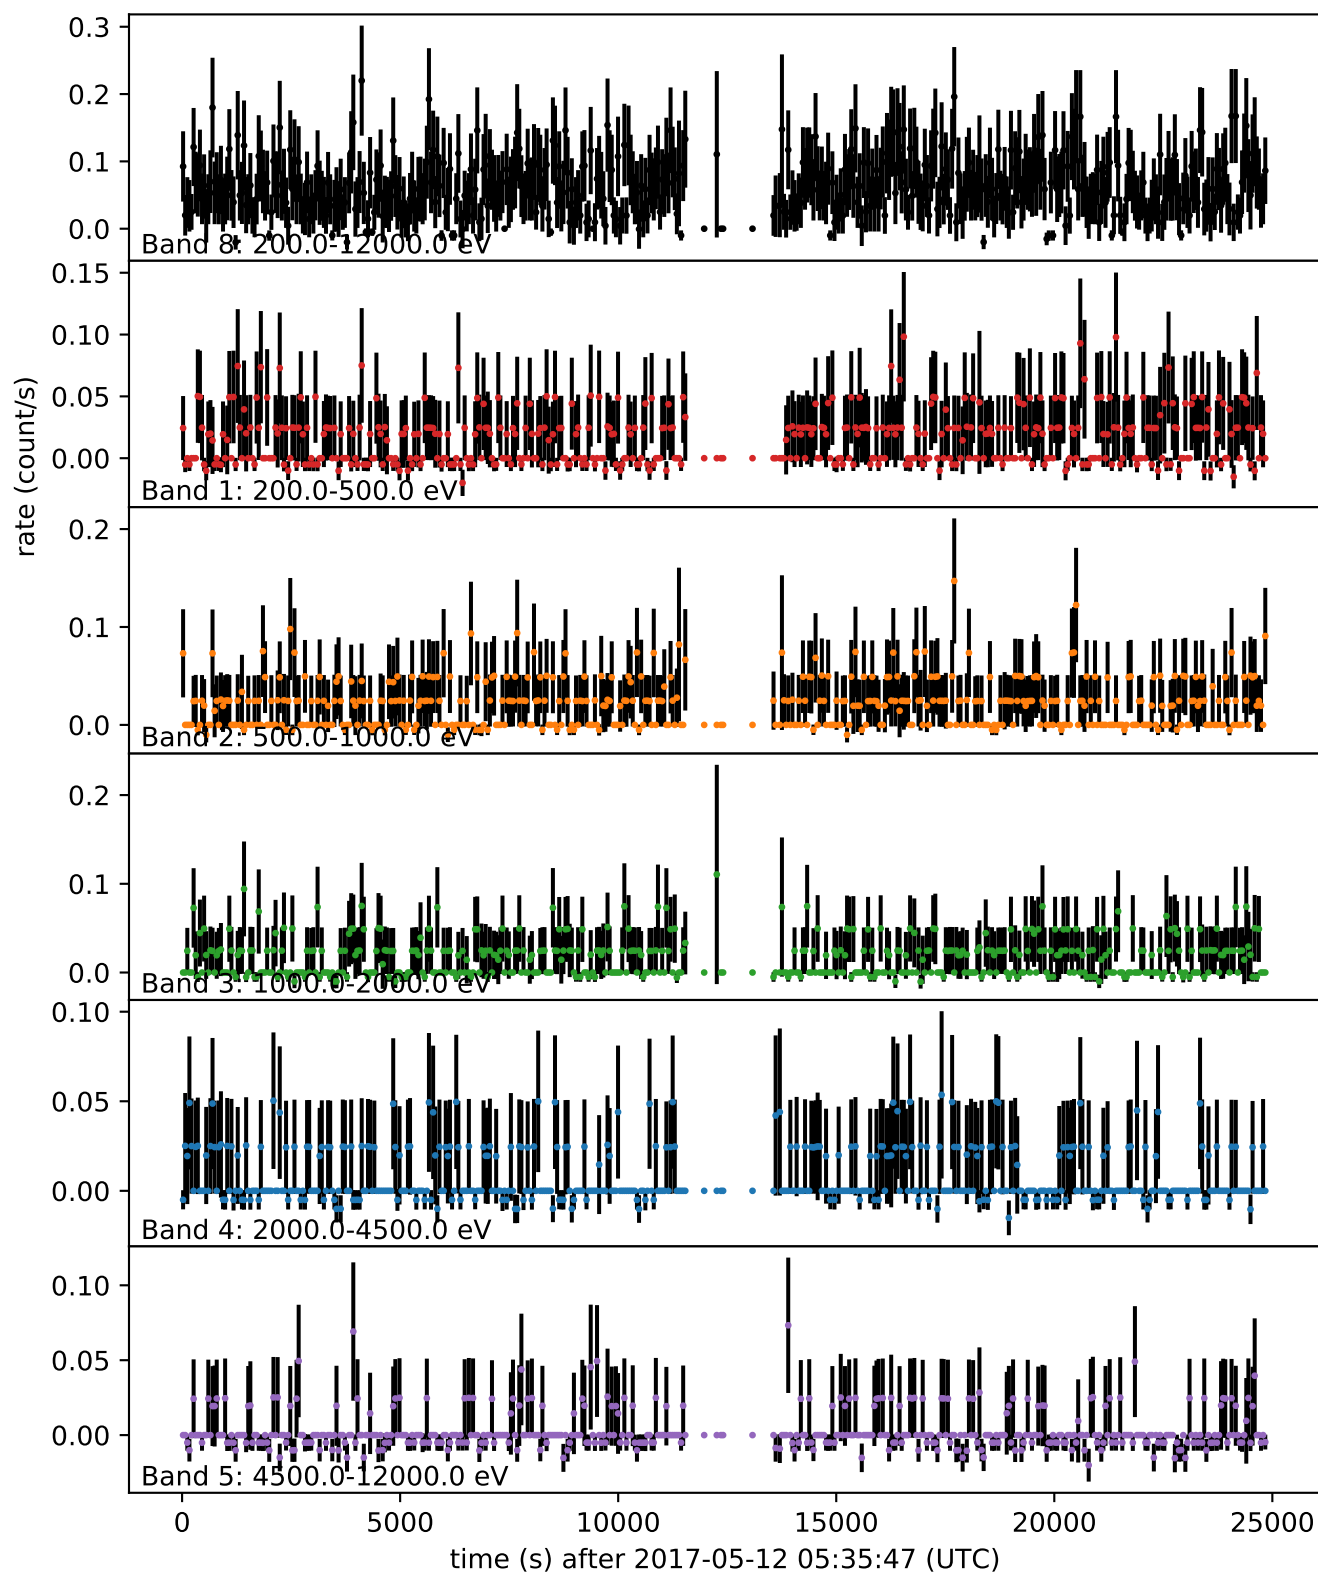 0.3
0.2
0.1
0.0
Band 8: 200.0-12000.0 eV
0.15
0.10
0.05
0.00
Band 1: 200.0-500.0 eV
rate (count/s)
0.2
0.1
0.0
Band 2: 500.0-1000.0 eV
0.2
0.1
0.0
Band 3: 1000.0-2000.0 eV
0.10
0.05
0.00
Band 4: 2000.0-4500.0 eV
0.10
0.05
0.00
Band 5: 4500.0-12000.0 eV
0 5000 10000 15000 20000 25000
time (s) after 2017-05-12 05:35:47 (UTC)